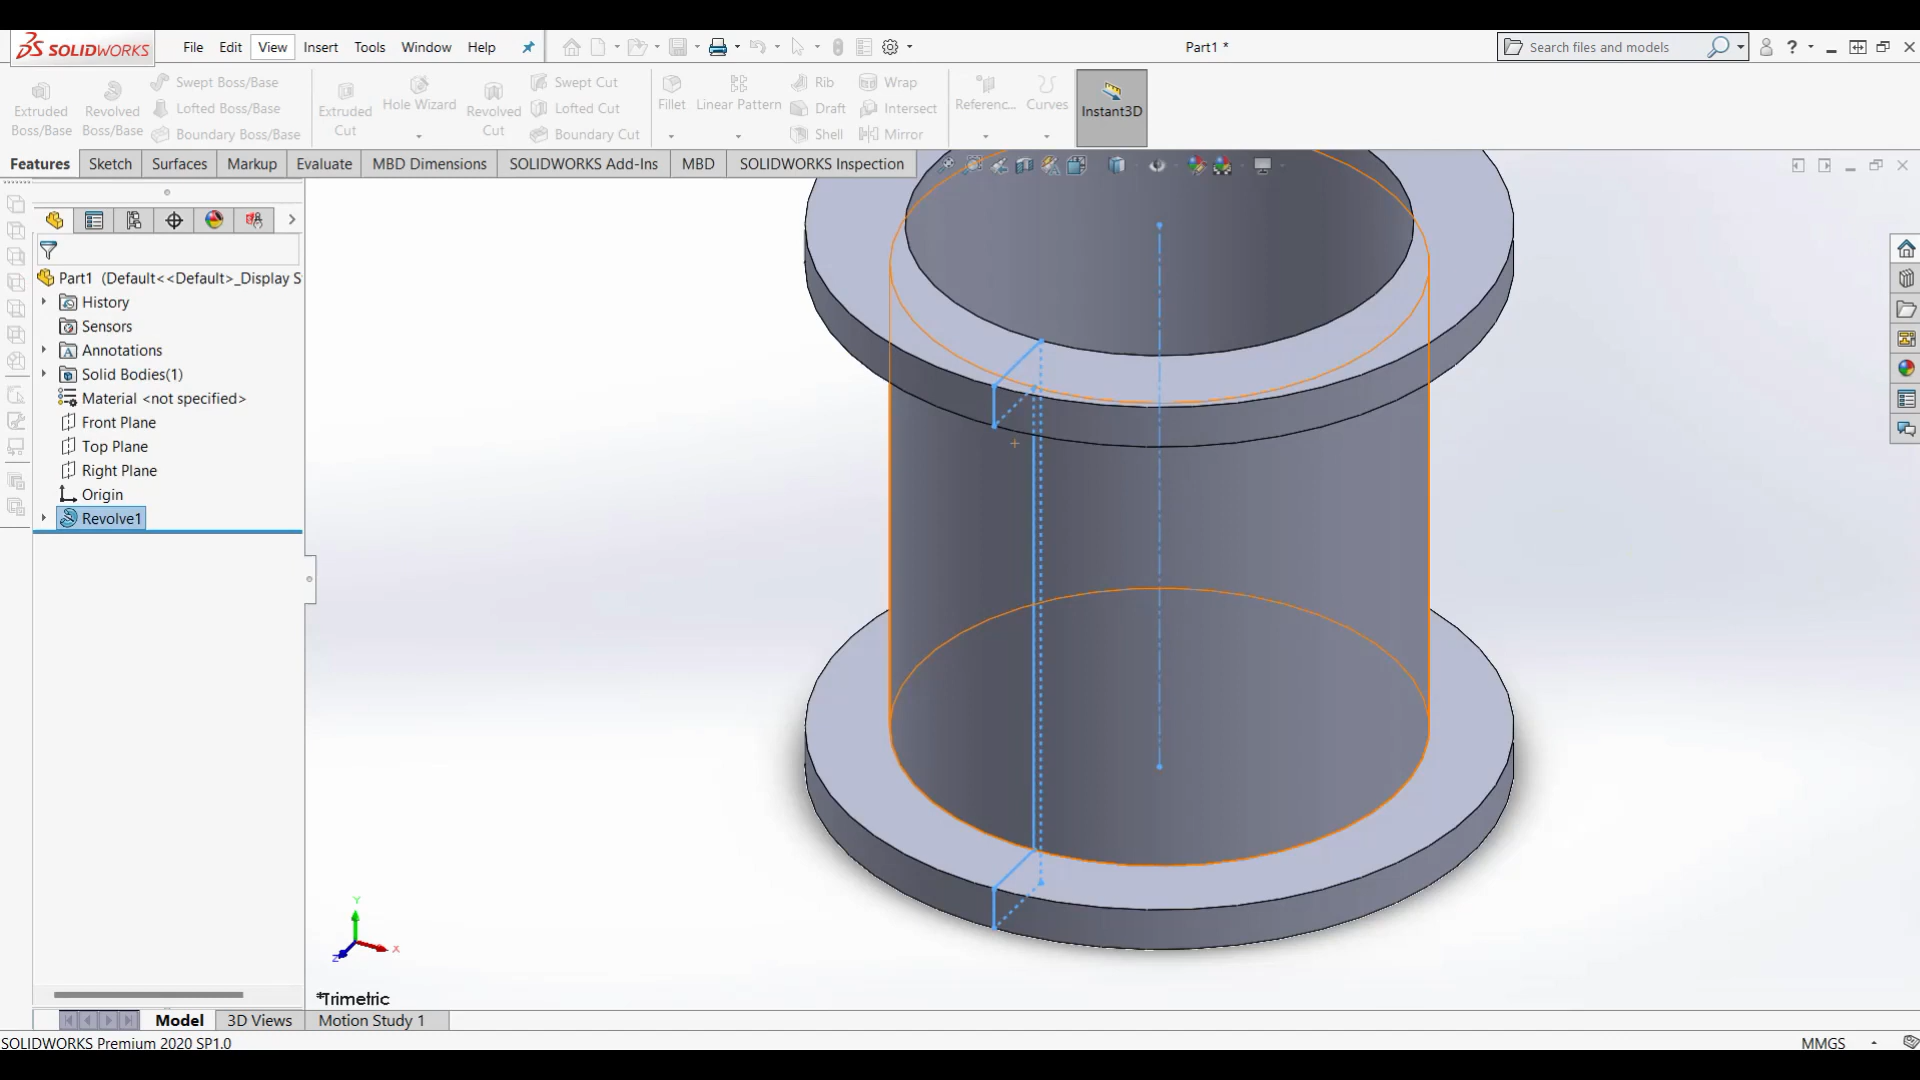 SOLIDWORKS File Edit View Insert Tools Window Help Part1 * Search files and models ?
Extruded Boss/Base
Revolved Boss/Base
Swept Boss/Base
Lofted Boss/Base
Boundary Boss/Base
Extruded Cut
Hole Wizard
Revolved Cut
Swept Cut
Lofted Cut
Boundary Cut
Fillet
Linear Pattern
Rib
Draft
Shell
Wrap
Intersect
Mirror
Referenc...
Curves
Instant3D
Features Sketch Surfaces Markup Evaluate MBD Dimensions SOLIDWORKS Add-Ins MBD SOLIDWORKS Inspection
Part1 (Default<<Default>_Display S
History
Sensors
Annotations
Solid Bodies(1)
Material <not specified>
Front Plane
Top Plane
Right Plane
Origin
Revolve1
Y
X
Z
*Trimetric
Model 3D Views Motion Study 1
SOLIDWORKS Premium 2020 SP1.0 MMGS